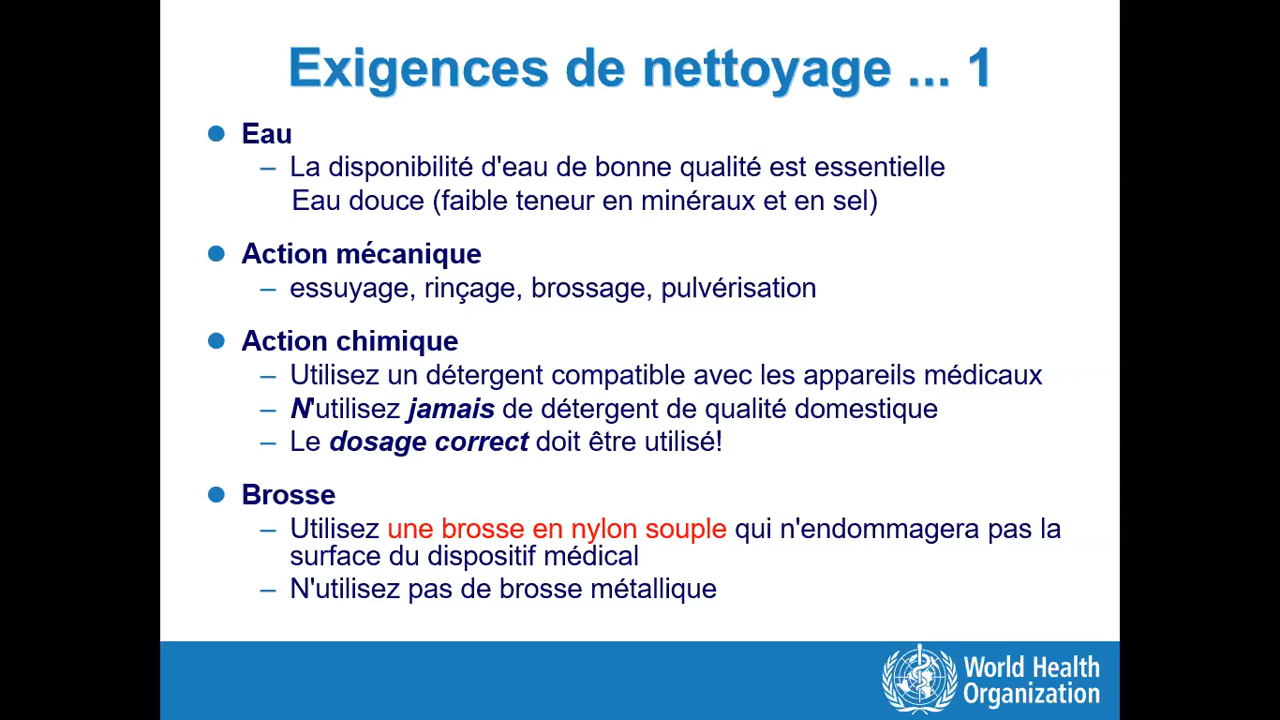 Exigences de nettoyage ... 1
Eau
– La disponibilité d'eau de bonne qualité est essentielle
Eau douce (faible teneur en minéraux et en sel)
Action mécanique
– essuyage, rinçage, brossage, pulvérisation
Action chimique
– Utilisez un détergent compatible avec les appareils médicaux
– N'utilisez jamais de détergent de qualité domestique
– Le dosage correct doit être utilisé!
Brosse
– Utilisez une brosse en nylon souple qui n'endommagera pas la
surface du dispositif médical
– N'utilisez pas de brosse métallique
World Health
Organization